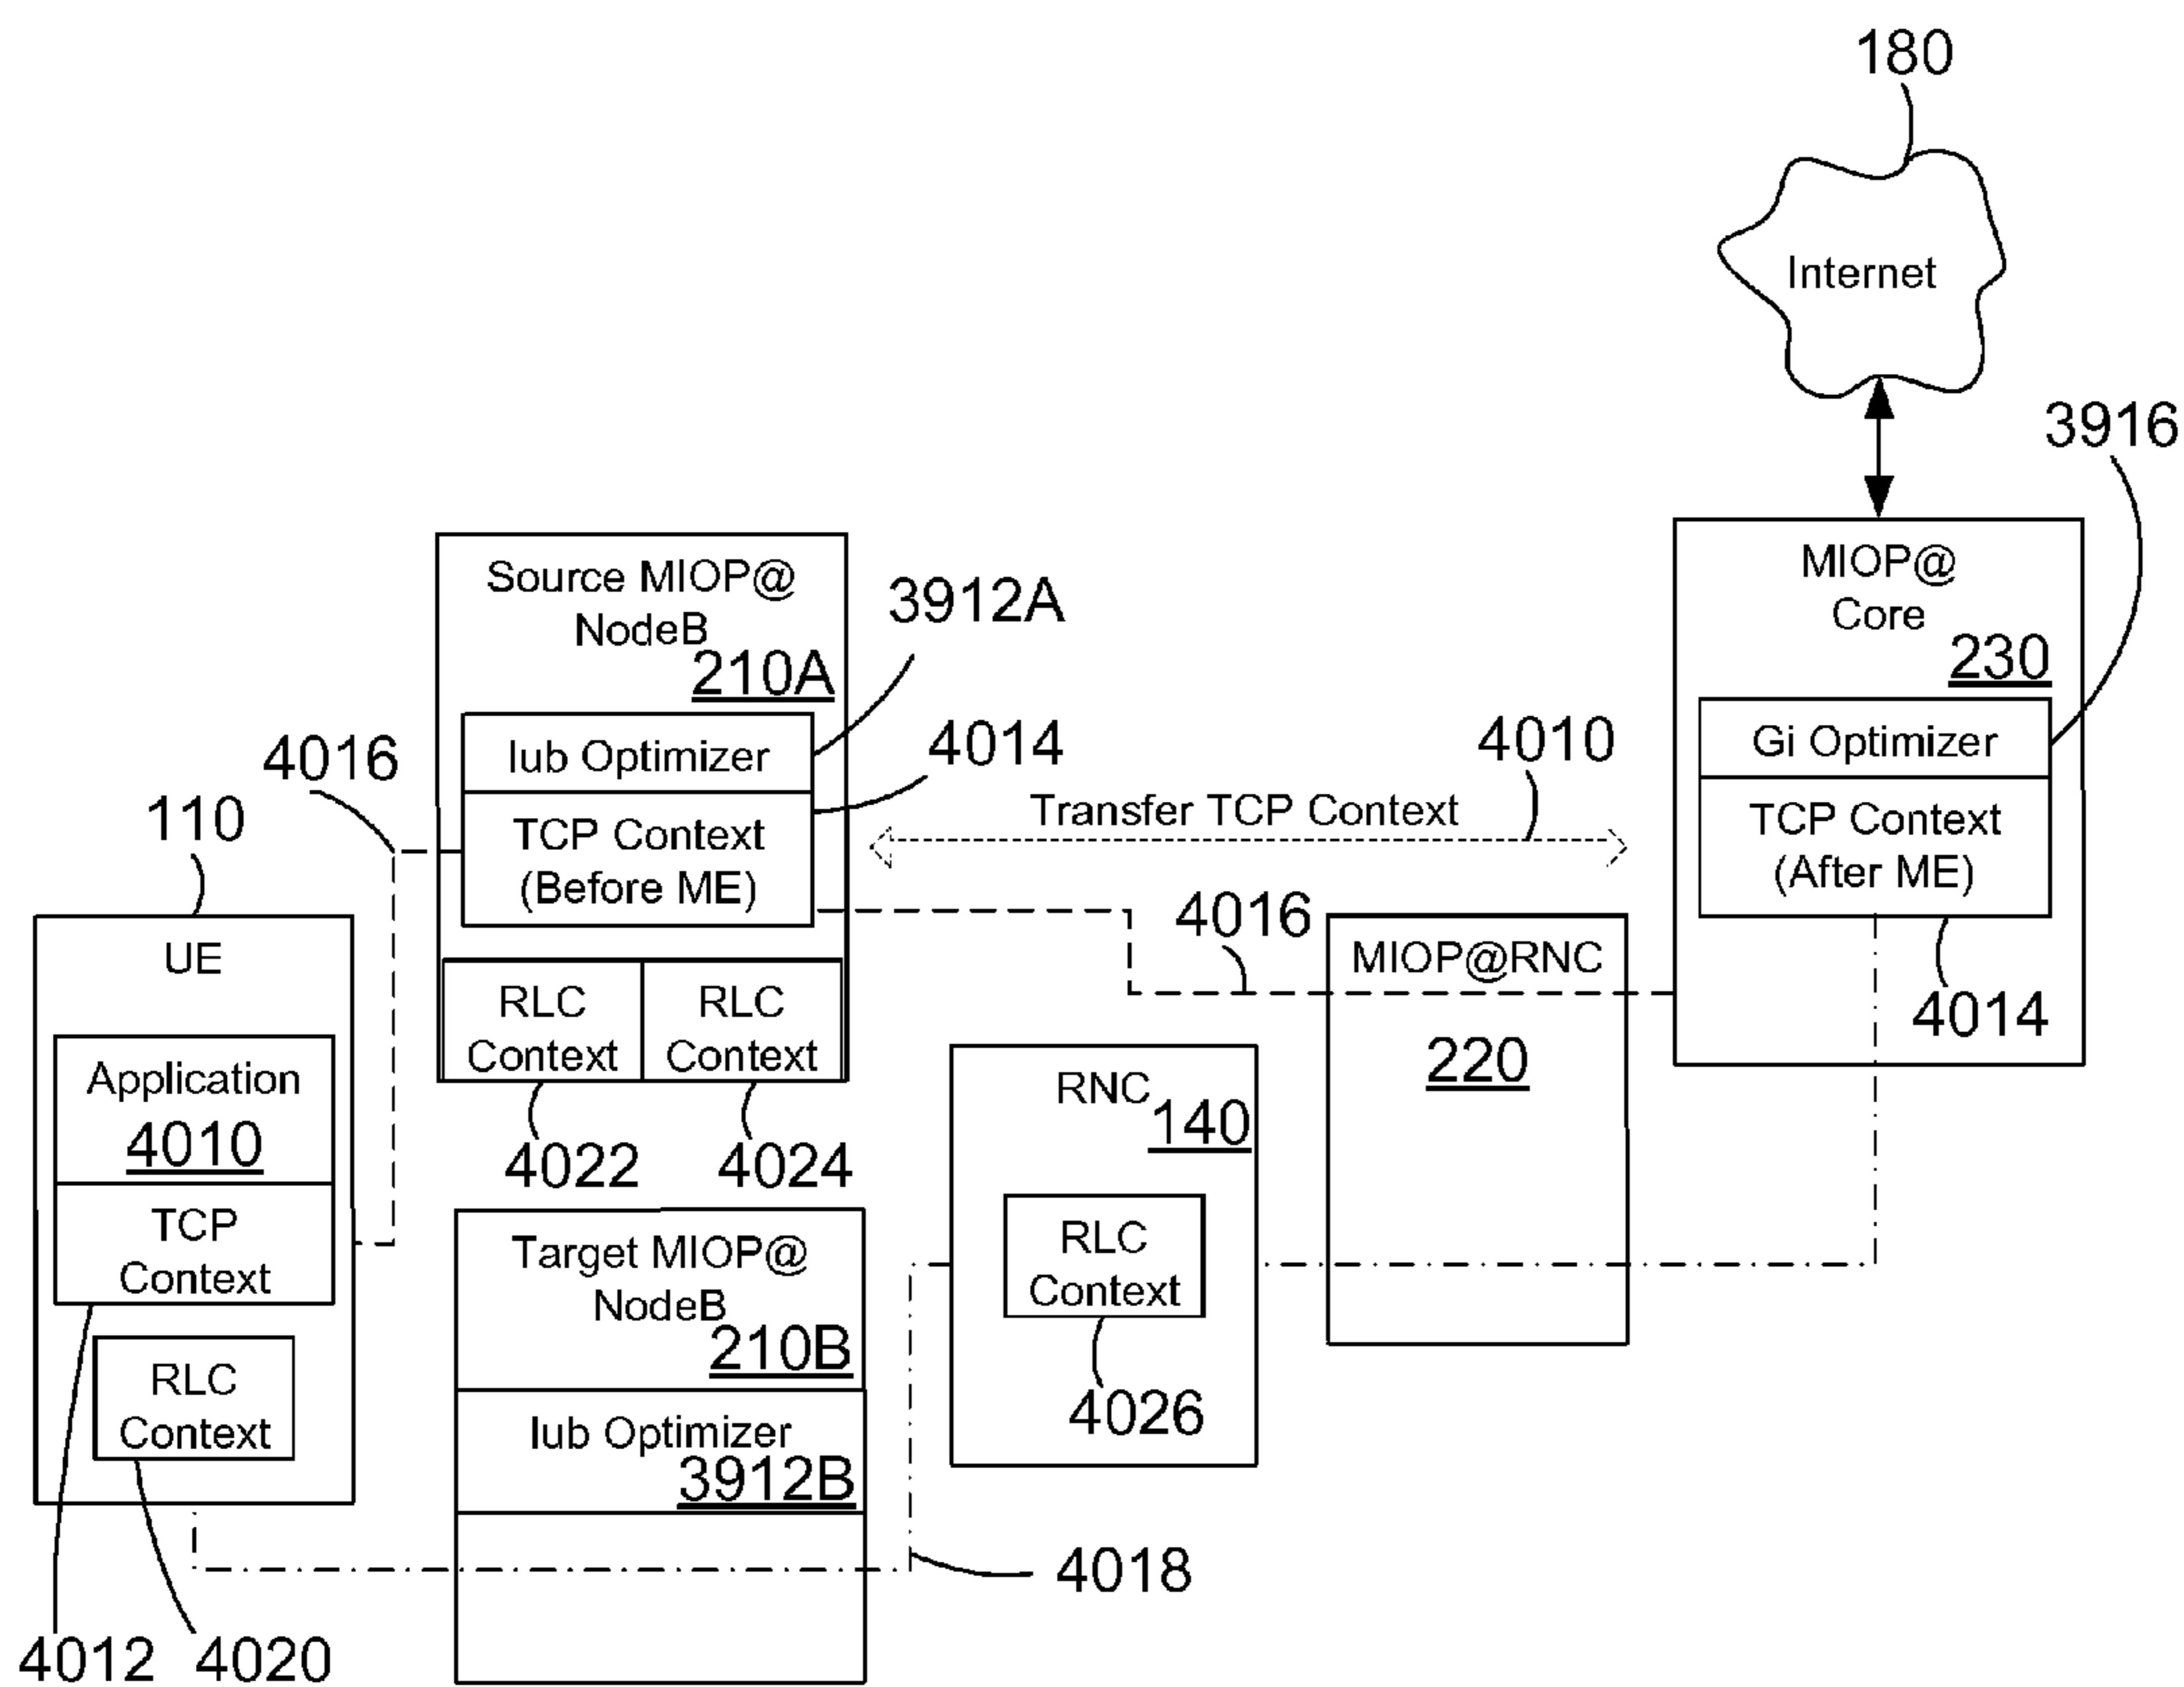 180
Internet
3916
MIOP@
Core
230
Gi Optimizer
TCP Context
(After ME)
4014
Source MIOP@
NodeB
210A
3912A
Iub Optimizer
4014
TCP Context
(Before ME)
4016
4010
Transfer TCP Context
4016
RLC
Context
RLC
Context
4022
4024
110
UE
Application
4010
TCP
Context
RLC
Context
4012
4020
Target MIOP@
NodeB
210B
Iub Optimizer
3912B
4018
RNC
140
RLC
Context
4026
MIOP@RNC
220